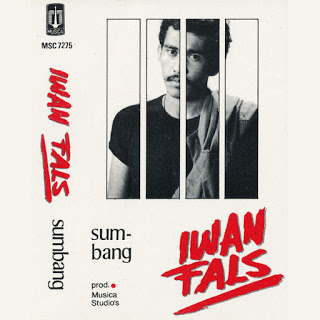 MUSICA
MSC 7275
IWAN FALS
sumbang
sum-
bang
prod.
Musica
Studio's
IWAN
FALS